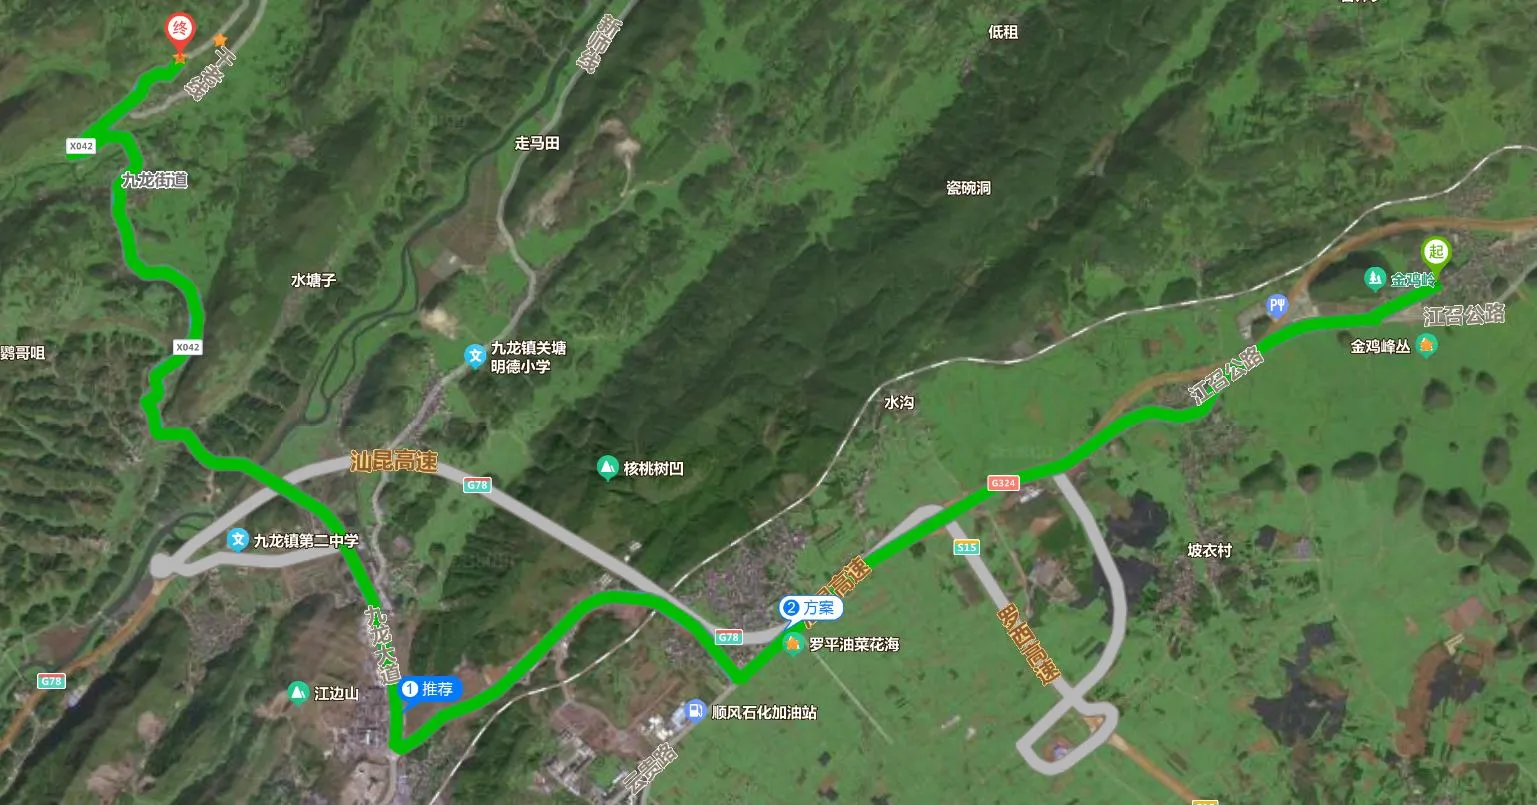 终
低租
X042
九龙街道
走马田
瓷碗洞
起
金鸡岭
江召公路
水塘子
X042
鹦哥咀
九龙镇关塘
明德小学
金鸡峰丛
江召公路
水沟
汕昆高速
G78
核桃树凹
G324
九龙镇第二中学
S15
坡衣村
2 方案
高速
九龙大道
G78
罗平油菜花海
G78
江边山
1 推荐
顺风石化加油站
云贵路